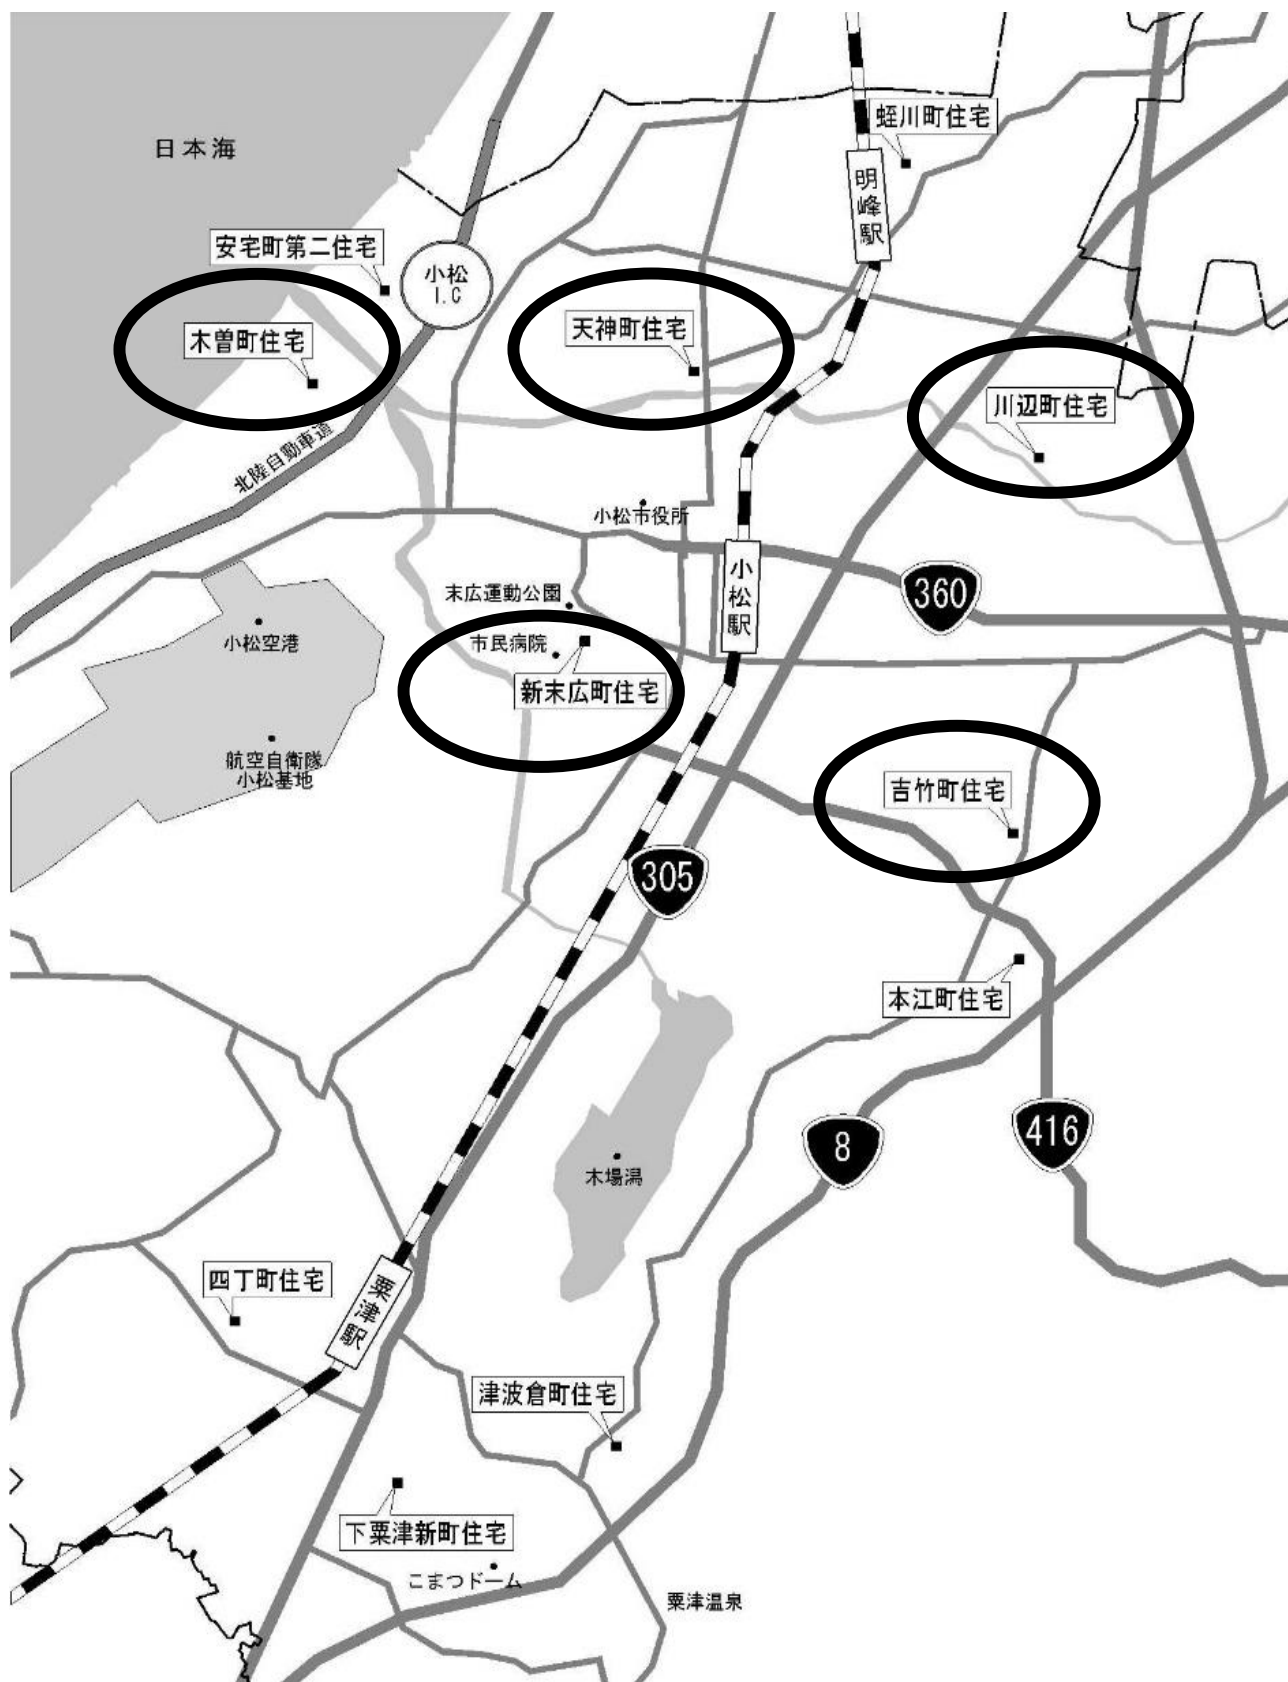 蛭川町住宅
日本海
明峰駅
安宅町第二住宅
小松
I.C
木曽町住宅
天神町住宅
川辺町住宅
北陸自動車道
小松市役所
小松駅
360
末広運動公園
小松空港
市民病院
新末広町住宅
航空自衛隊
小松基地
吉竹町住宅
305
本江町住宅
8
416
木場潟
四丁町住宅
粟津駅
津波倉町住宅
下粟津新町住宅
こまつドーム
粟津温泉